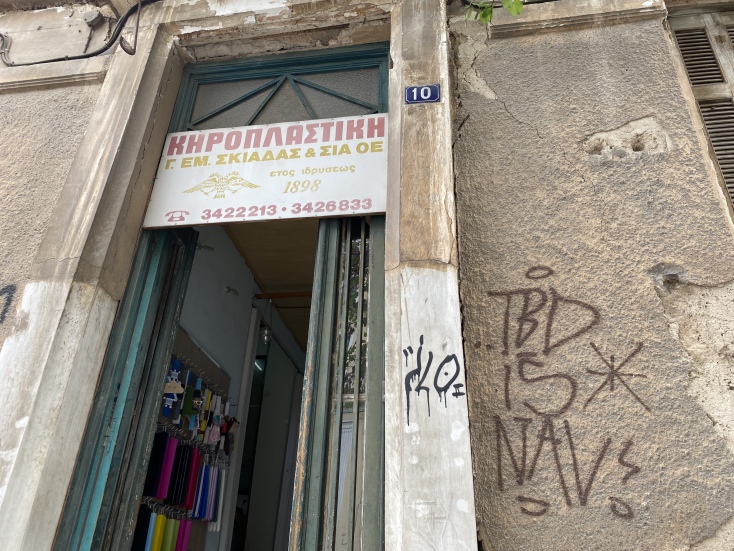 10
ΚΗΡΟΠΛΑΣΤΙΚΗ
Γ. ΕΜ. ΣΚΙΑΔΑΣ & ΣΙΑ ΟΕ
ετος ιδρυσεως
1898
3422213 • 3426833
TBD
15
NAV